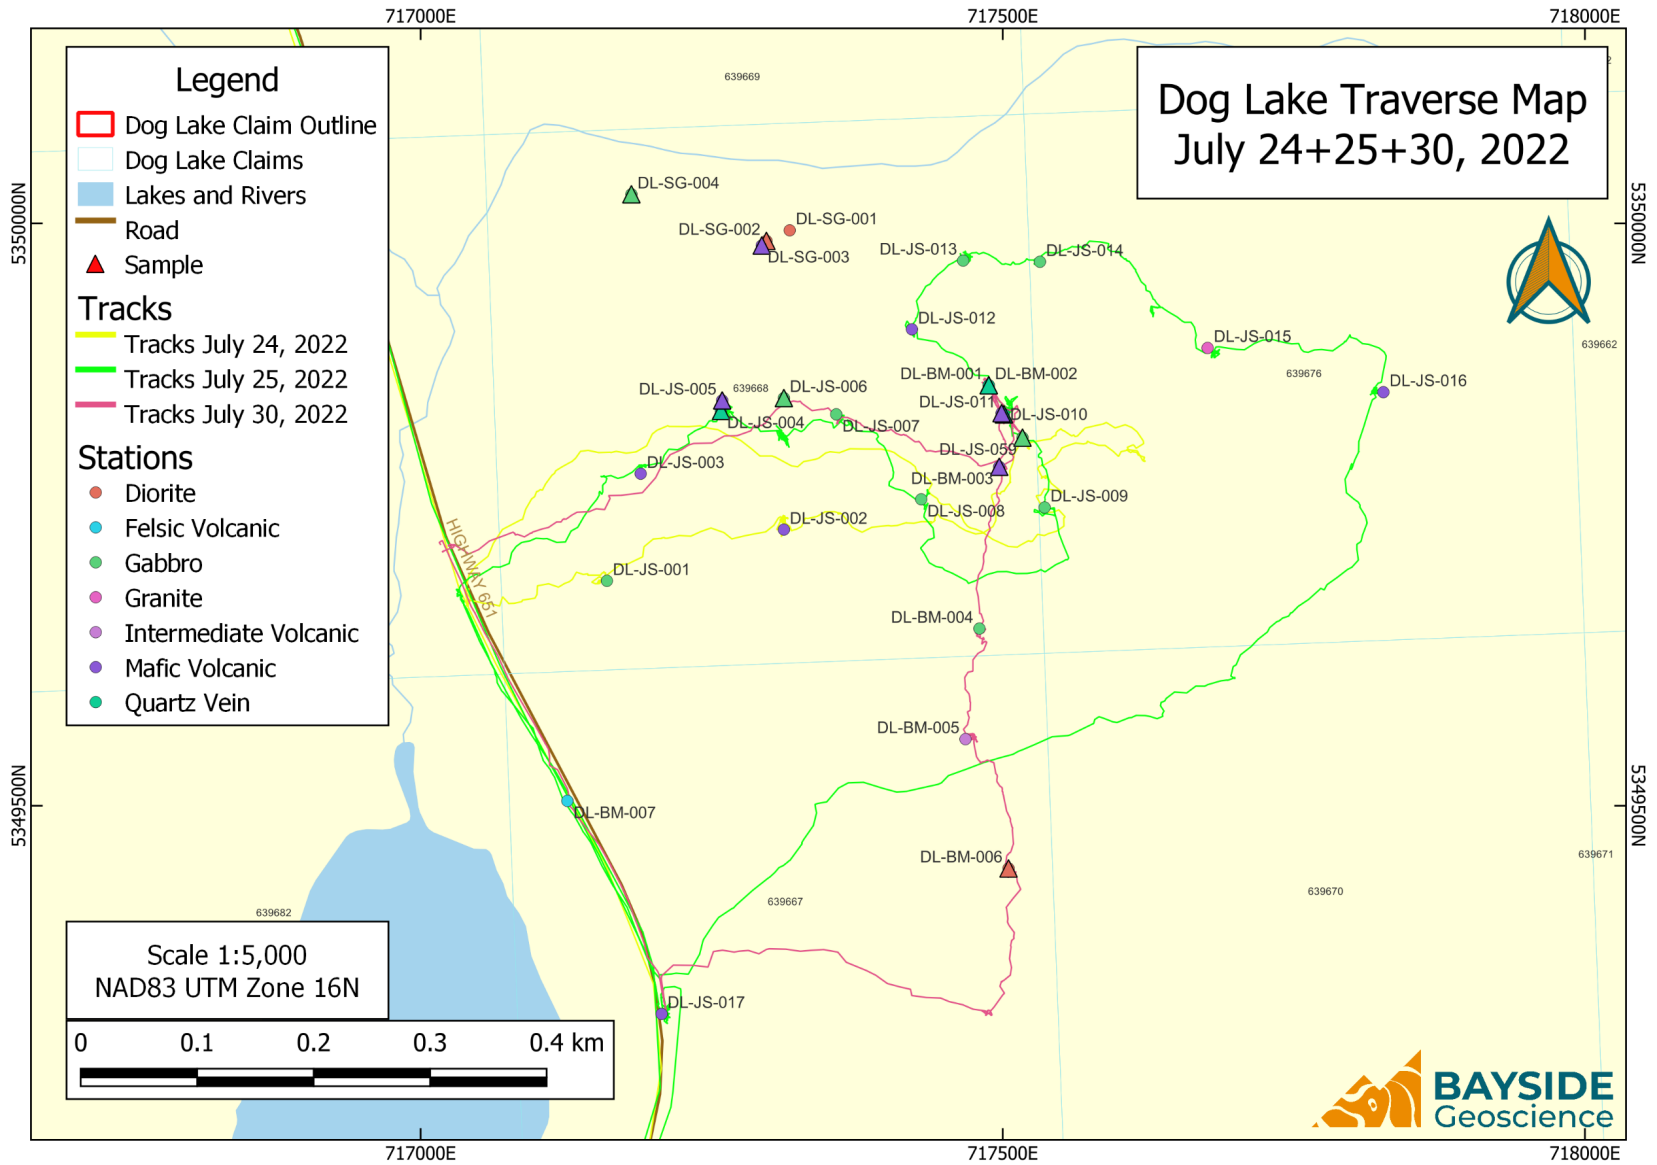 717000E
717500E
718000E
Legend
Dog Lake Claim Outline
Dog Lake Claims
Lakes and Rivers
Road
Sample
Tracks
Tracks July 24, 2022
Tracks July 25, 2022
Tracks July 30, 2022
Stations
Diorite
Felsic Volcanic
Gabbro
Granite
Intermediate Volcanic
Mafic Volcanic
Quartz Vein
Dog Lake Traverse Map
July 24+25+30, 2022
639669
DL-SG-004
DL-SG-001
DL-SG-002
DL-SG-003
DL-JS-013
DL-JS-014
DL-JS-012
DL-JS-015
639662
DL-BM-001
DL-BM-002
639676
DL-JS-016
DL-JS-005
639668
DL-JS-006
DL-JS-011
DL-JS-010
DL-JS-004
DL-JS-007
DL-JS-059
DL-JS-003
DL-BM-003
DL-JS-009
DL-JS-008
DL-JS-002
DL-JS-001
HIGHWAY 651
DL-BM-004
DL-BM-005
DL-BM-007
DL-BM-006
639671
639670
639667
639682
DL-JS-017
5350000N
5350000N
5349500N
5349500N
Scale 1:5,000
NAD83 UTM Zone 16N
0 0.1 0.2 0.3 0.4 km
BAYSIDE
Geoscience
717000E
717500E
718000E